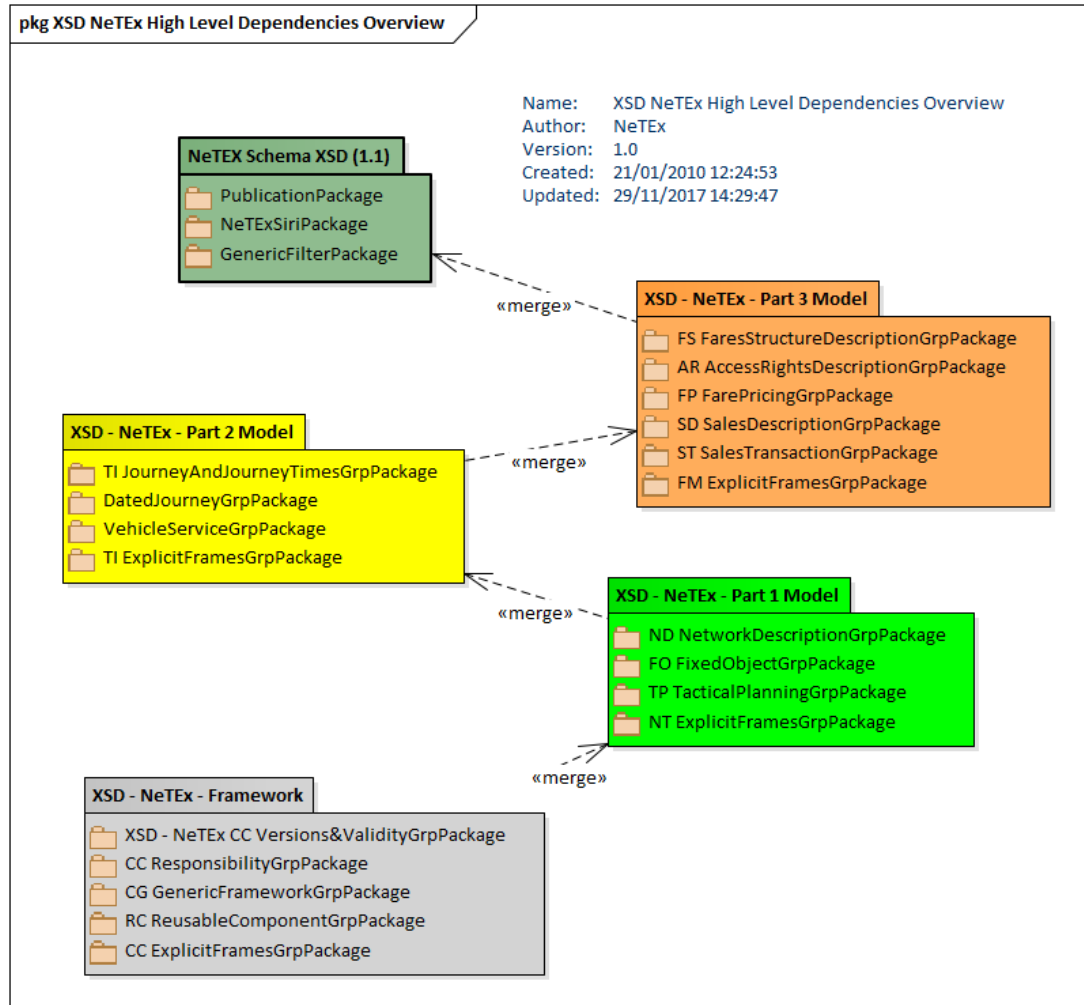 pkg XSD NeTEx High Level Dependencies Overview
Name: XSD NeTEx High Level Dependencies Overview
Author: NeTEx
Version: 1.0
Created: 21/01/2010 12:24:53
Updated: 29/11/2017 14:29:47
NeTEX Schema XSD (1.1)
PublicationPackage
NeTExSiriPackage
GenericFilterPackage
«merge»
XSD - NeTEx - Part 3 Model
FS FaresStructureDescriptionGrpPackage
AR AccessRightsDescriptionGrpPackage
FP FarePricingGrpPackage
SD SalesDescriptionGrpPackage
ST SalesTransactionGrpPackage
FM ExplicitFramesGrpPackage
XSD - NeTEx - Part 2 Model
TI JourneyAndJourneyTimesGrpPackage
DatedJourneyGrpPackage
VehicleServiceGrpPackage
TI ExplicitFramesGrpPackage
«merge»
«merge»
XSD - NeTEx - Part 1 Model
ND NetworkDescriptionGrpPackage
FO FixedObjectGrpPackage
TP TacticalPlanningGrpPackage
NT ExplicitFramesGrpPackage
«merge»
XSD - NeTEx - Framework
XSD - NeTEx CC Versions&ValidityGrpPackage
CC ResponsibilityGrpPackage
CG GenericFrameworkGrpPackage
RC ReusableComponentGrpPackage
CC ExplicitFramesGrpPackage